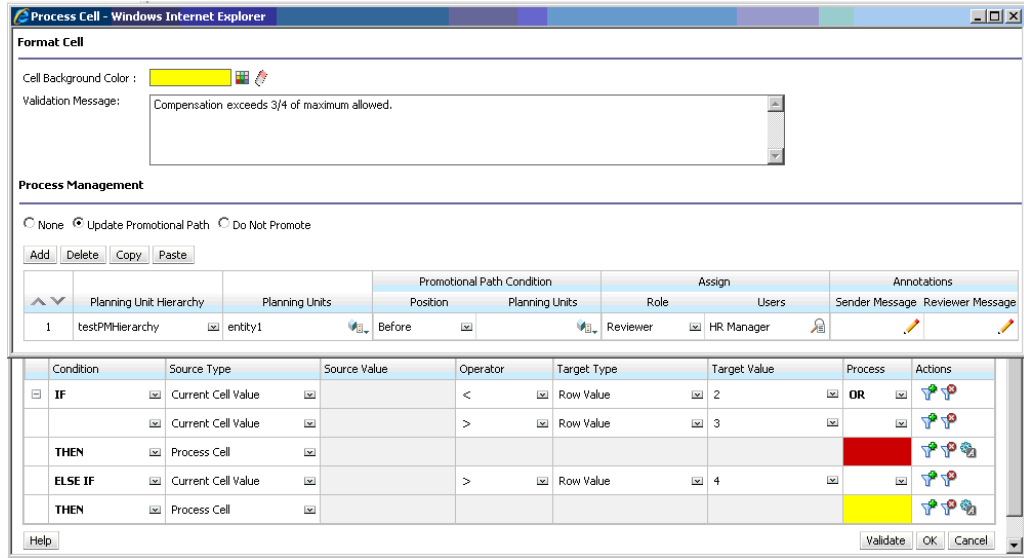 Process Cell - Windows Internet Explorer
Format Cell
Cell Background Color :
Validation Message:
Compensation exceeds 3/4 of maximum allowed.
Process Management
None Update Promotional Path Do Not Promote
Add Delete Copy Paste
Promotional Path Condition Assign Annotations
Planning Unit Hierarchy Planning Units Position Planning Units Role Users Sender Message Reviewer Message
1 testPMHierarchy entity1 Before Reviewer HR Manager
Condition Source Type Source Value Operator Target Type Target Value Process Actions
IF Current Cell Value < Row Value 2 OR
Current Cell Value > Row Value 3
THEN Process Cell
ELSE IF Current Cell Value > Row Value 4
THEN Process Cell
Help Validate OK Cancel